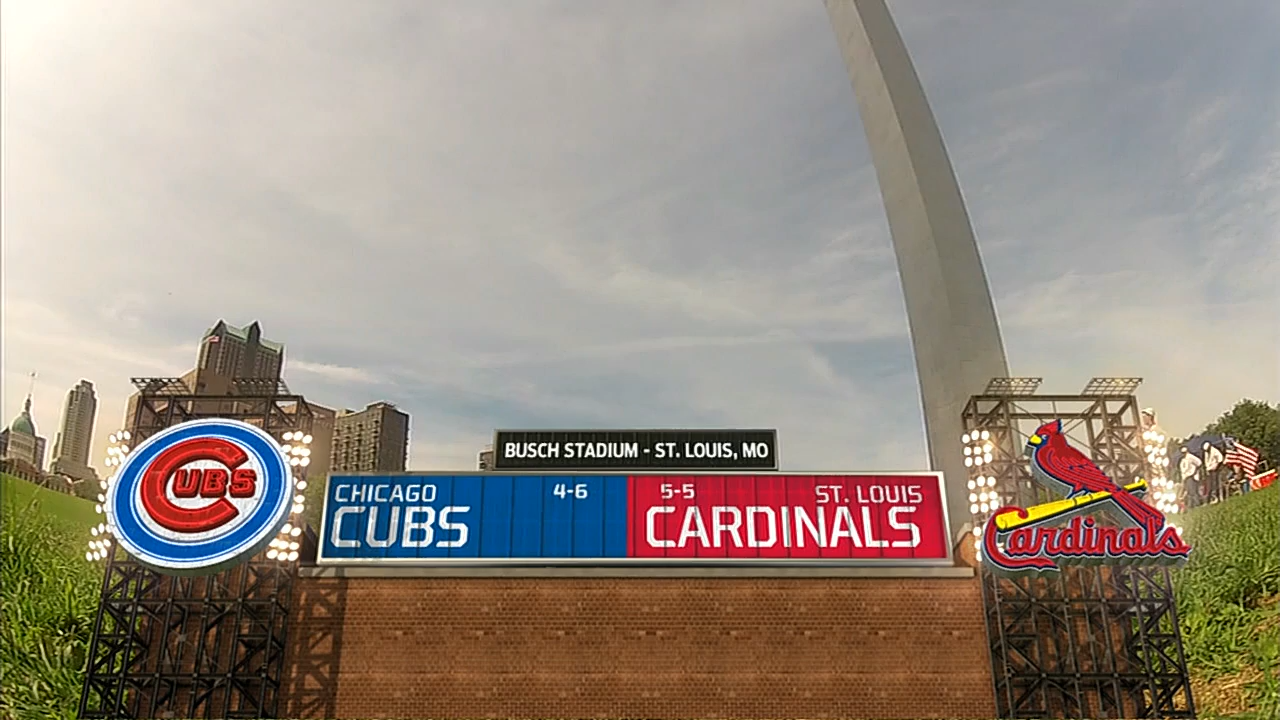 BUSCH STADIUM - ST. LOUIS, MO
CHICAGO 4-6
CUBS
5-5 ST. LOUIS
CARDINALS
CUBS
Cardinals